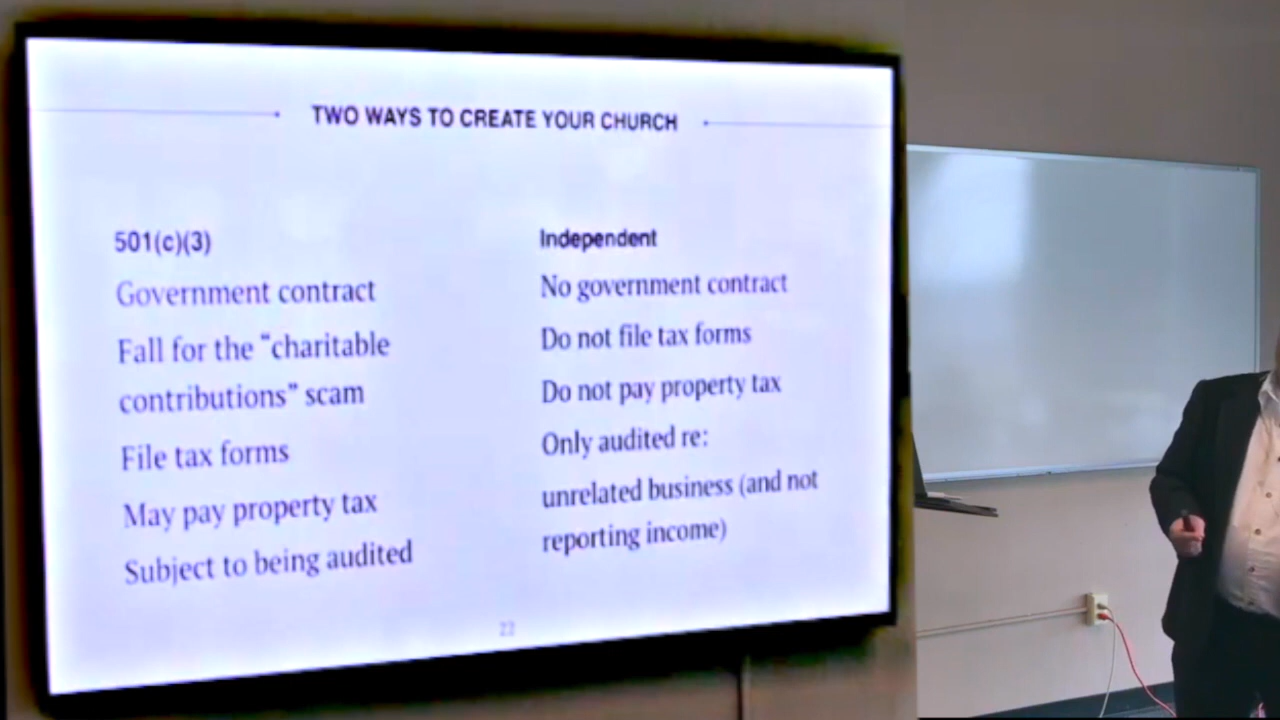 TWO WAYS TO CREATE YOUR CHURCH
501(c)(3)
Government contract
Fall for the "charitable
contributions" scam
File tax forms
May pay property tax
Subject to being audited
Independent
No government contract
Do not file tax forms
Do not pay property tax
Only audited re:
unrelated business (and not
reporting income)
22